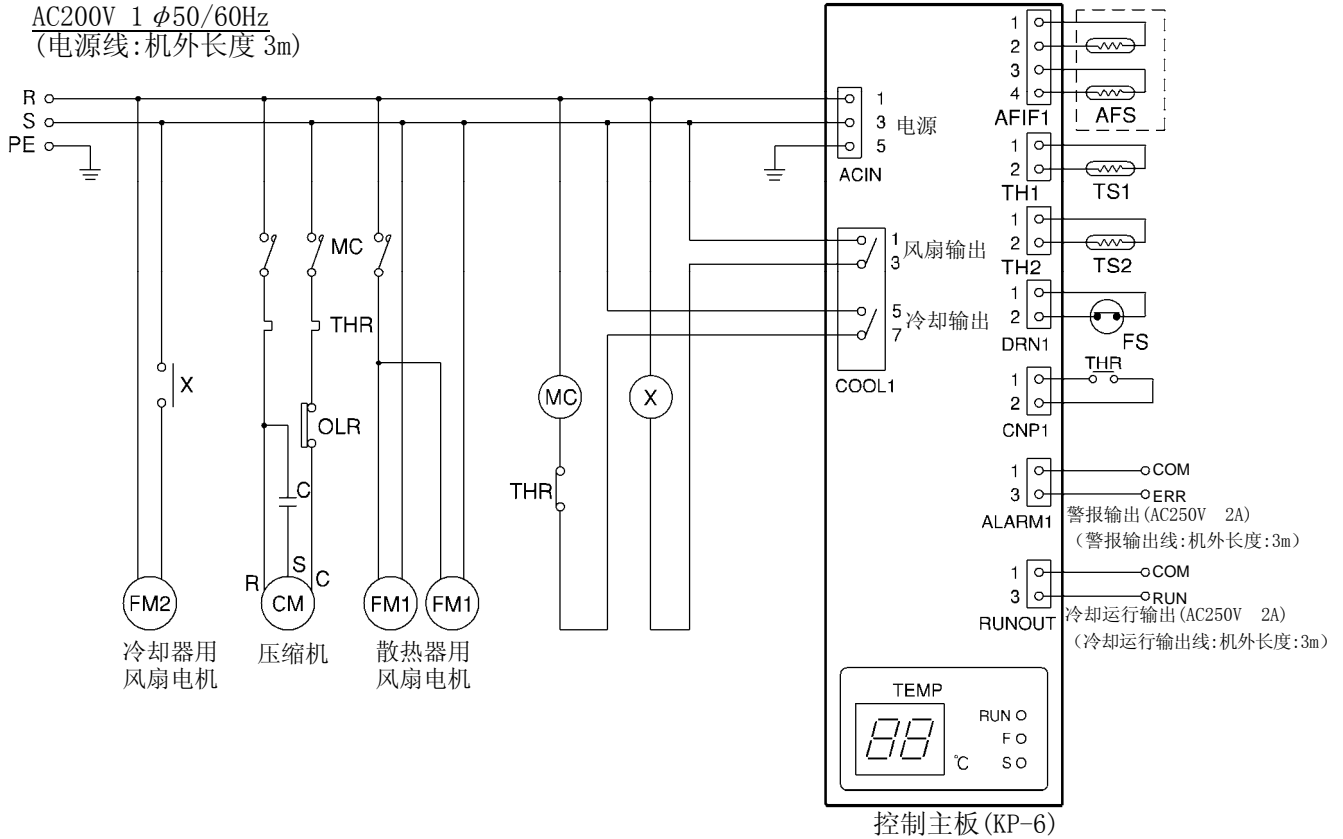 AC200V 1φ50/60Hz
(电源线:机外长度 3m)
R
S
PE
1
3
5
电源
ACIN
1
3
风扇输出
5
7
冷却输出
COOL1
1
2
3
4
AFIF1
AFS
1
2
TH1
TS1
1
2
TH2
TS2
1
2
DRN1
FS
THR
1
2
CNP1
1
3
ALARM1
COM
ERR
警报输出(AC250V 2A)
(警报输出线:机外长度:3m)
1
3
RUNOUT
COM
RUN
冷却运行输出(AC250V 2A)
(冷却运行输出线:机外长度:3m)
MC
THR
X
OLR
C
MC
X
THR
R
S
C
FM2
CM
FM1
FM1
冷却器用
风扇电机
压缩机
散热器用
风扇电机
TEMP
88
℃
RUN
F
S
控制主板(KP-6)